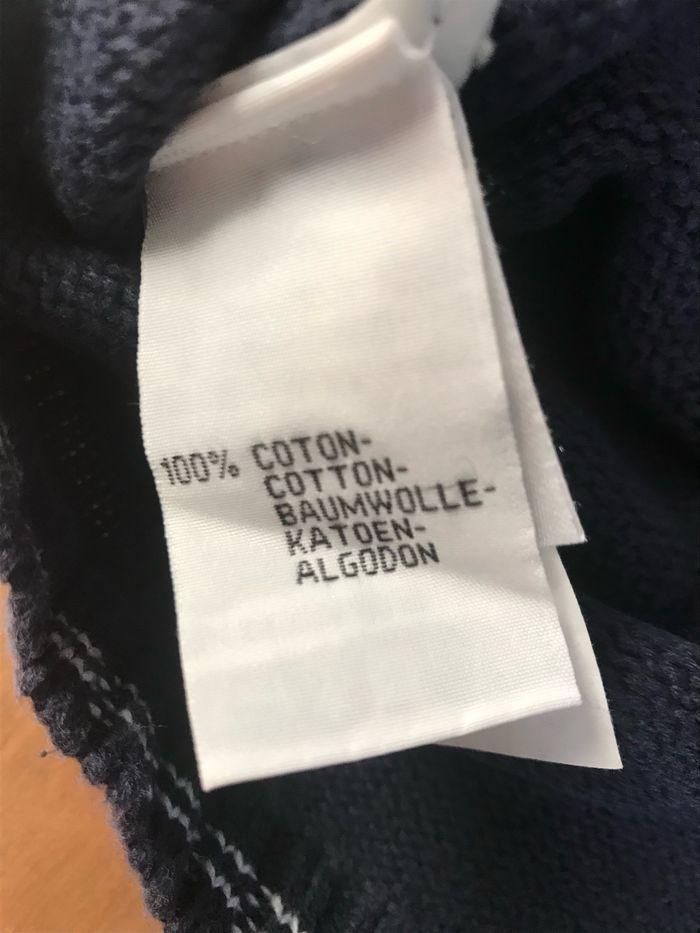 100% COTON-
COTTON-
BAUMWOLLE-
KATOEN-
ALGODON